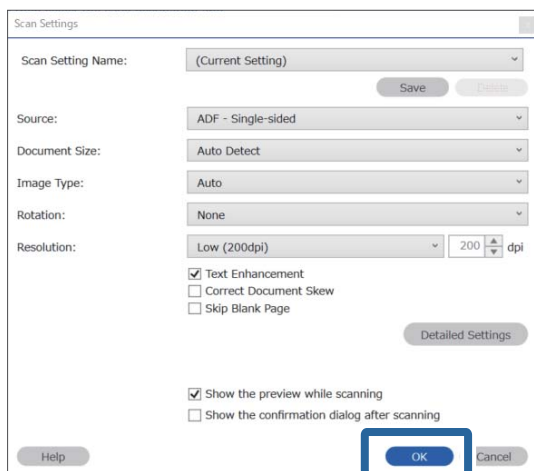 Scan Settings
Scan Setting Name: (Current Setting)
Save Delete
Source: ADF - Single-sided
Document Size: Auto Detect
Image Type: Auto
Rotation: None
Resolution: Low (200dpi) 200 dpi
Text Enhancement
Correct Document Skew
Skip Blank Page
Detailed Settings
Show the preview while scanning
Show the confirmation dialog after scanning
Help OK Cancel